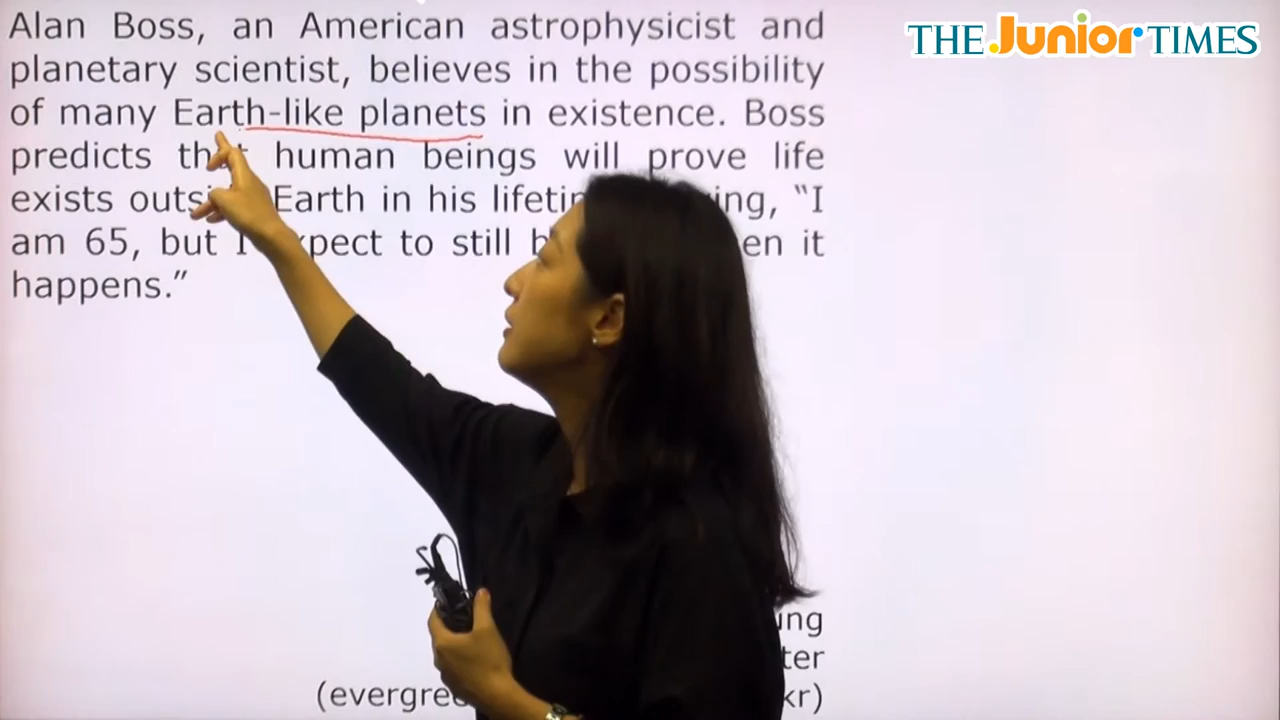 THE Junior TIMES
Alan Boss, an American astrophysicist and
planetary scientist, believes in the possibility
of many Earth-like planets in existence. Boss
predicts that human beings will prove life
exists Earth in his
am 65, but I expect to still it
happens.”